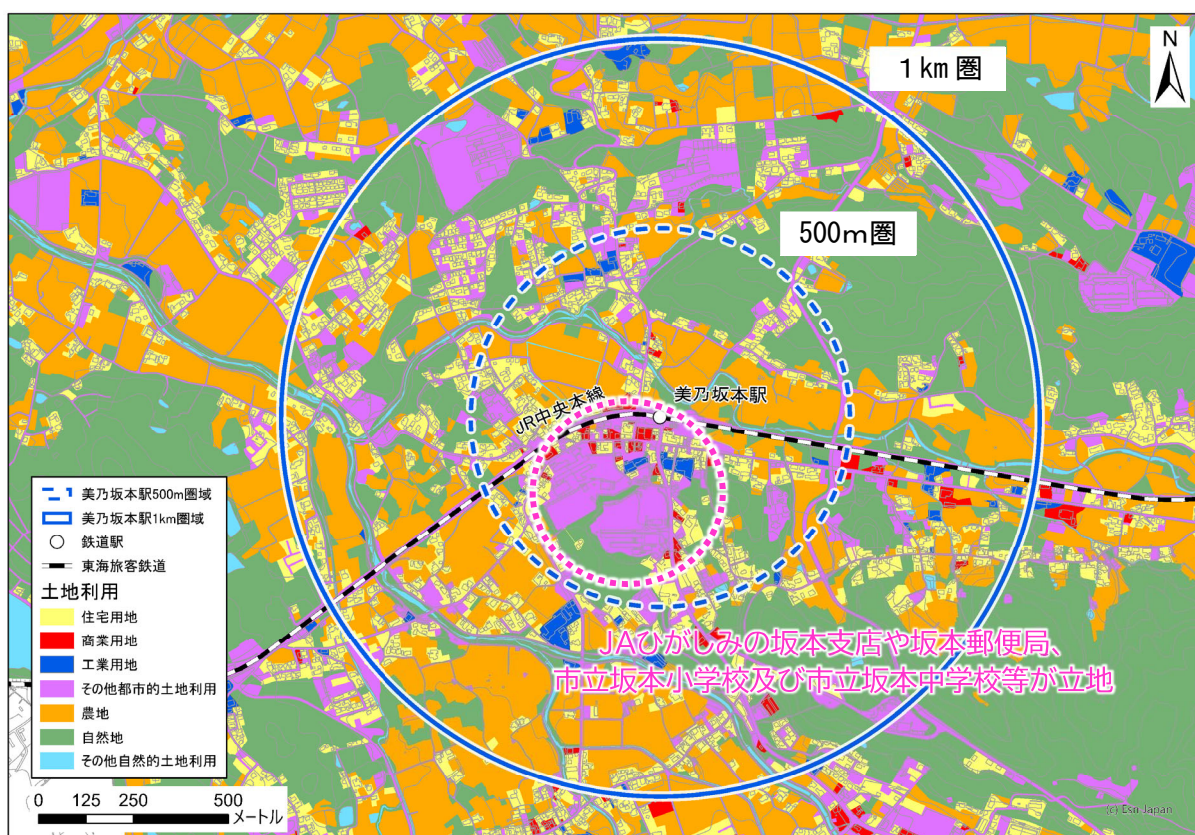 1km圏
N
500m圏
美乃坂本駅
JR中央本線
美乃坂本駅500m圏域
美乃坂本駅1km圏域
鉄道駅
東海旅客鉄道
土地利用
住宅用地
商業用地
工業用地
その他都市的土地利用
農地
自然地
その他自然的土地利用
JAひがしみの坂本支店や坂本郵便局、
市立坂本小学校及び市立坂本中学校等が立地
0 125 250 500
メートル
(c) Esri Japan